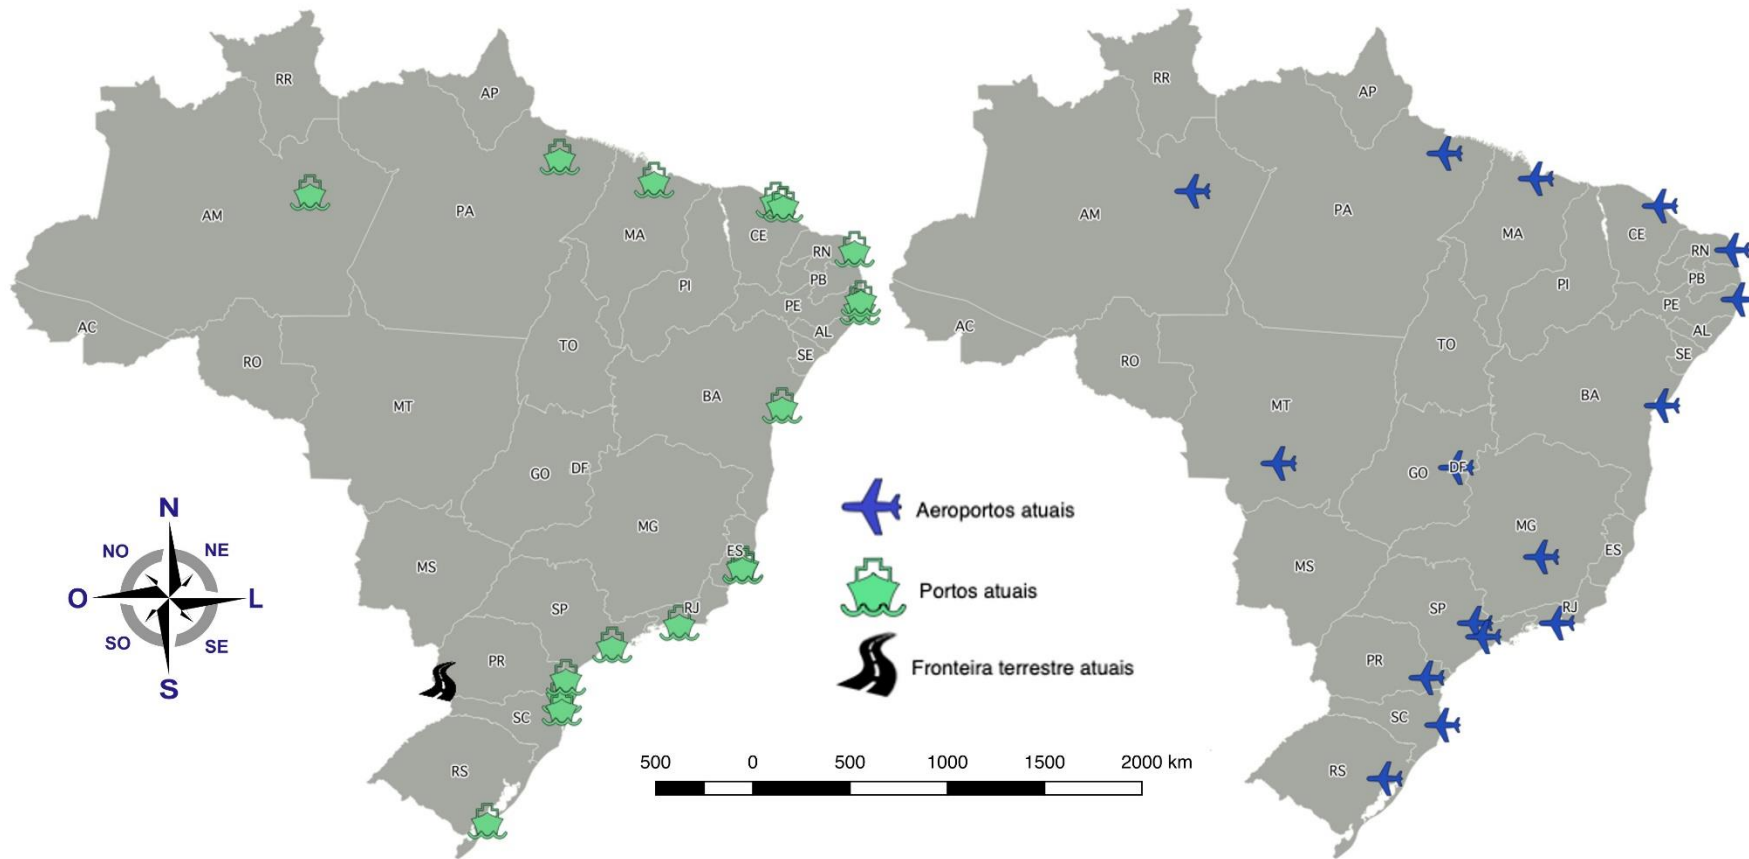 RR
AP
AM
PA
MA
CE
RN
PB
PI
PE
AL
SE
AC
RO
TO
BA
MT
GO
DF
MG
ES
MS
SP
RJ
PR
SC
RS
N
NO
NE
O
L
SO
SE
S
Aeroportos atuais
Portos atuais
Fronteira terrestre atuais
500
0
500
1000
1500
2000 km
RR
AP
AM
PA
MA
CE
RN
PB
PI
PE
AL
SE
AC
RO
TO
BA
MT
GO
DF
MG
ES
MS
SP
RJ
PR
SC
RS